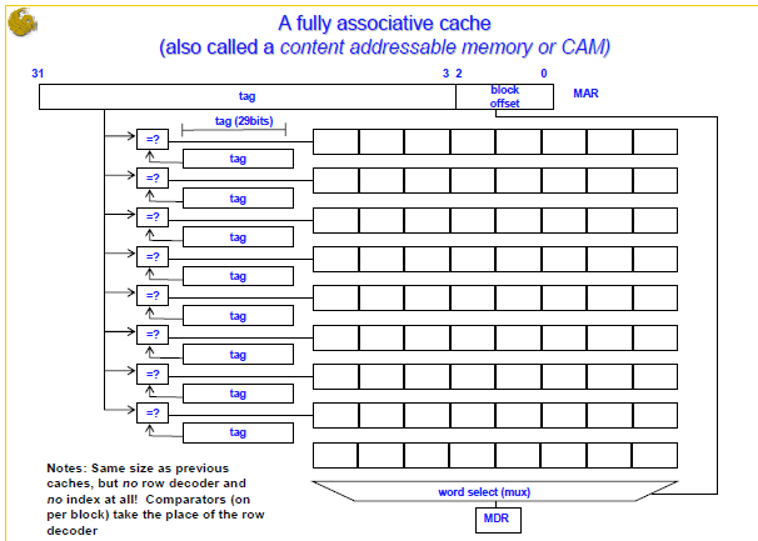 A fully associative cache
(also called a content addressable memory or CAM)
31
3 2
0
tag
block
offset
MAR
tag (29bits)
=?
tag
=?
tag
=?
tag
=?
tag
=?
tag
=?
tag
=?
tag
=?
tag
Notes: Same size as previous
caches, but no row decoder and
no index at all! Comparators (on
per block) take the place of the row
decoder
word select (mux)
MDR